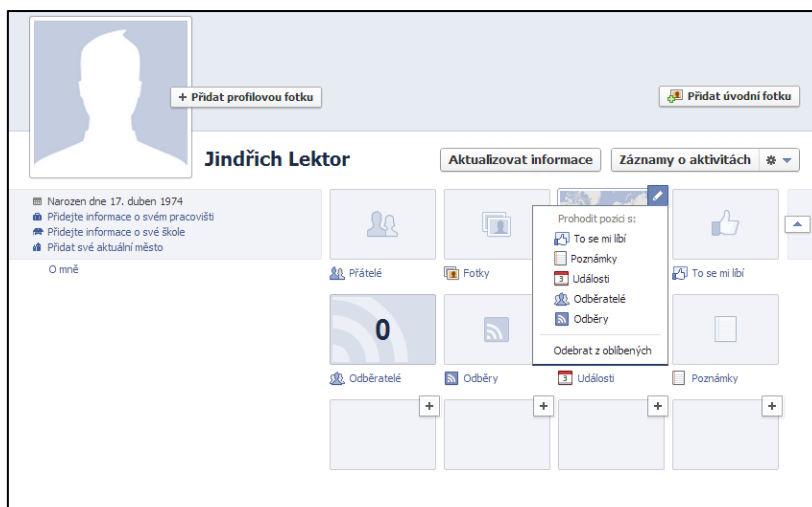 + Přidat profilovou fotku
Přidat úvodní fotku
Jindřich Lektor
Aktualizovat informace
Záznamy o aktivitách
Narozen dne 17. duben 1974
Přidejte informace o svém pracovišti
Přidejte informace o své škole
Přidat své aktuální město
O mně
Prohodit pozici s:
To se mi líbí
Poznámky
3 Události
Odběratelé
Odběry
Odebrat z oblíbených
Přátelé
Fotky
To se mi líbí
0
Odběratelé
Odběry
3 Události
Poznámky
+
+
+
+